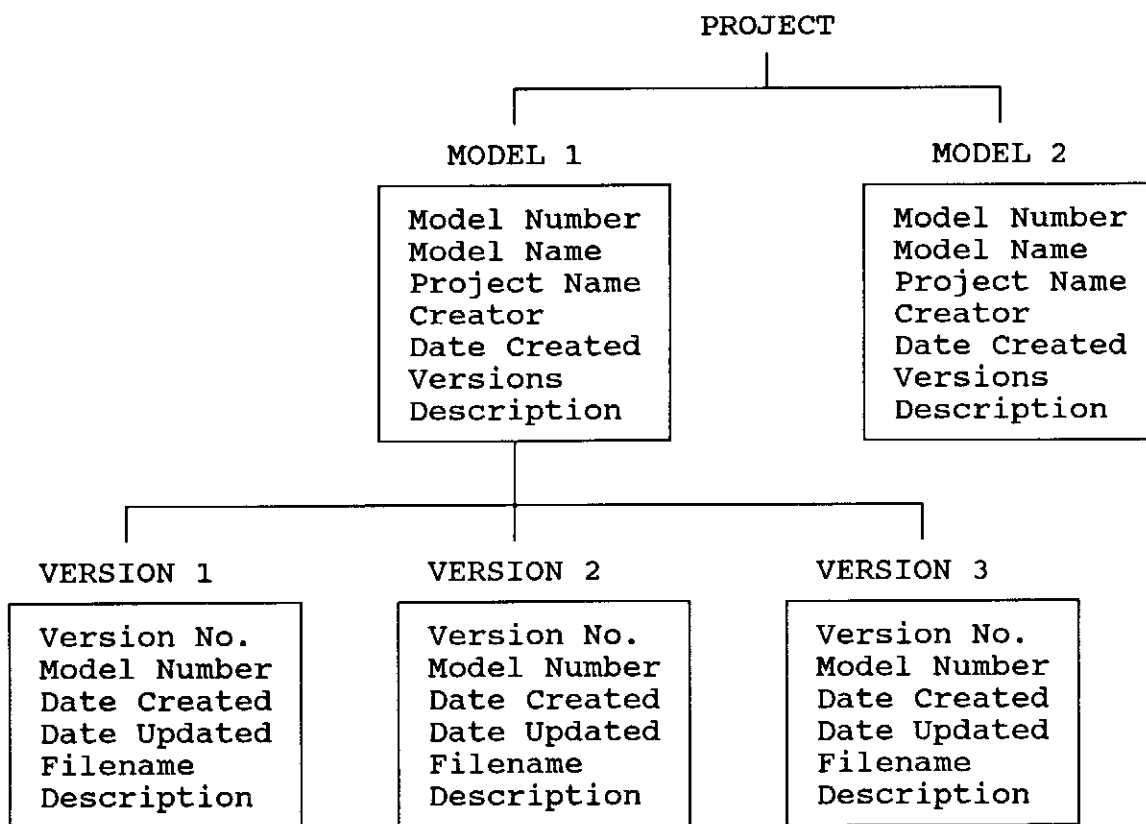 PROJECT
MODEL 1
Model Number
Model Name
Project Name
Creator
Date Created
Versions
Description
MODEL 2
Model Number
Model Name
Project Name
Creator
Date Created
Versions
Description
VERSION 1
Version No.
Model Number
Date Created
Date Updated
Filename
Description
VERSION 2
Version No.
Model Number
Date Created
Date Updated
Filename
Description
VERSION 3
Version No.
Model Number
Date Created
Date Updated
Filename
Description